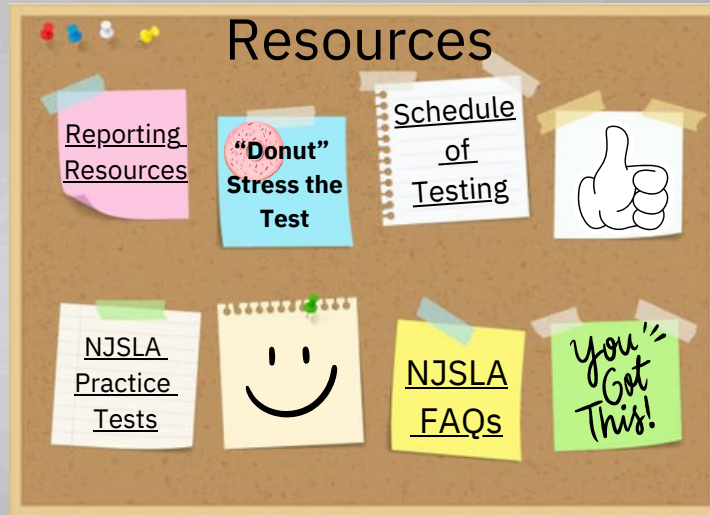 Resources
Reporting
Resources
“Donut”
Stress the
Test
Schedule
of
Testing
NJSLA
Practice
Tests
NJSLA
FAQs
You
Got
This!